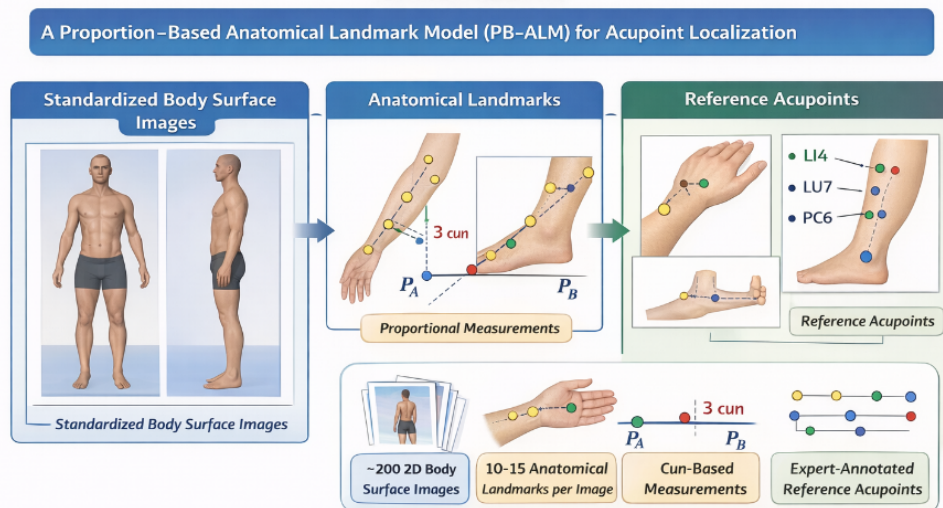 A Proportion-Based Anatomical Landmark Model (PB-ALM) for Acupoint Localization
Standardized Body Surface
Images
Standardized Body Surface Images
Anatomical Landmarks
3 cun
P_A
P_B
Proportional Measurements
Reference Acupoints
LI4
LU7
PC6
Reference Acupoints
~200 2D Body
Surface Images
10-15 Anatomical
Landmarks per Image
3 cun
P_A
P_B
Cun-Based
Measurements
Expert-Annotated
Reference Acupoints